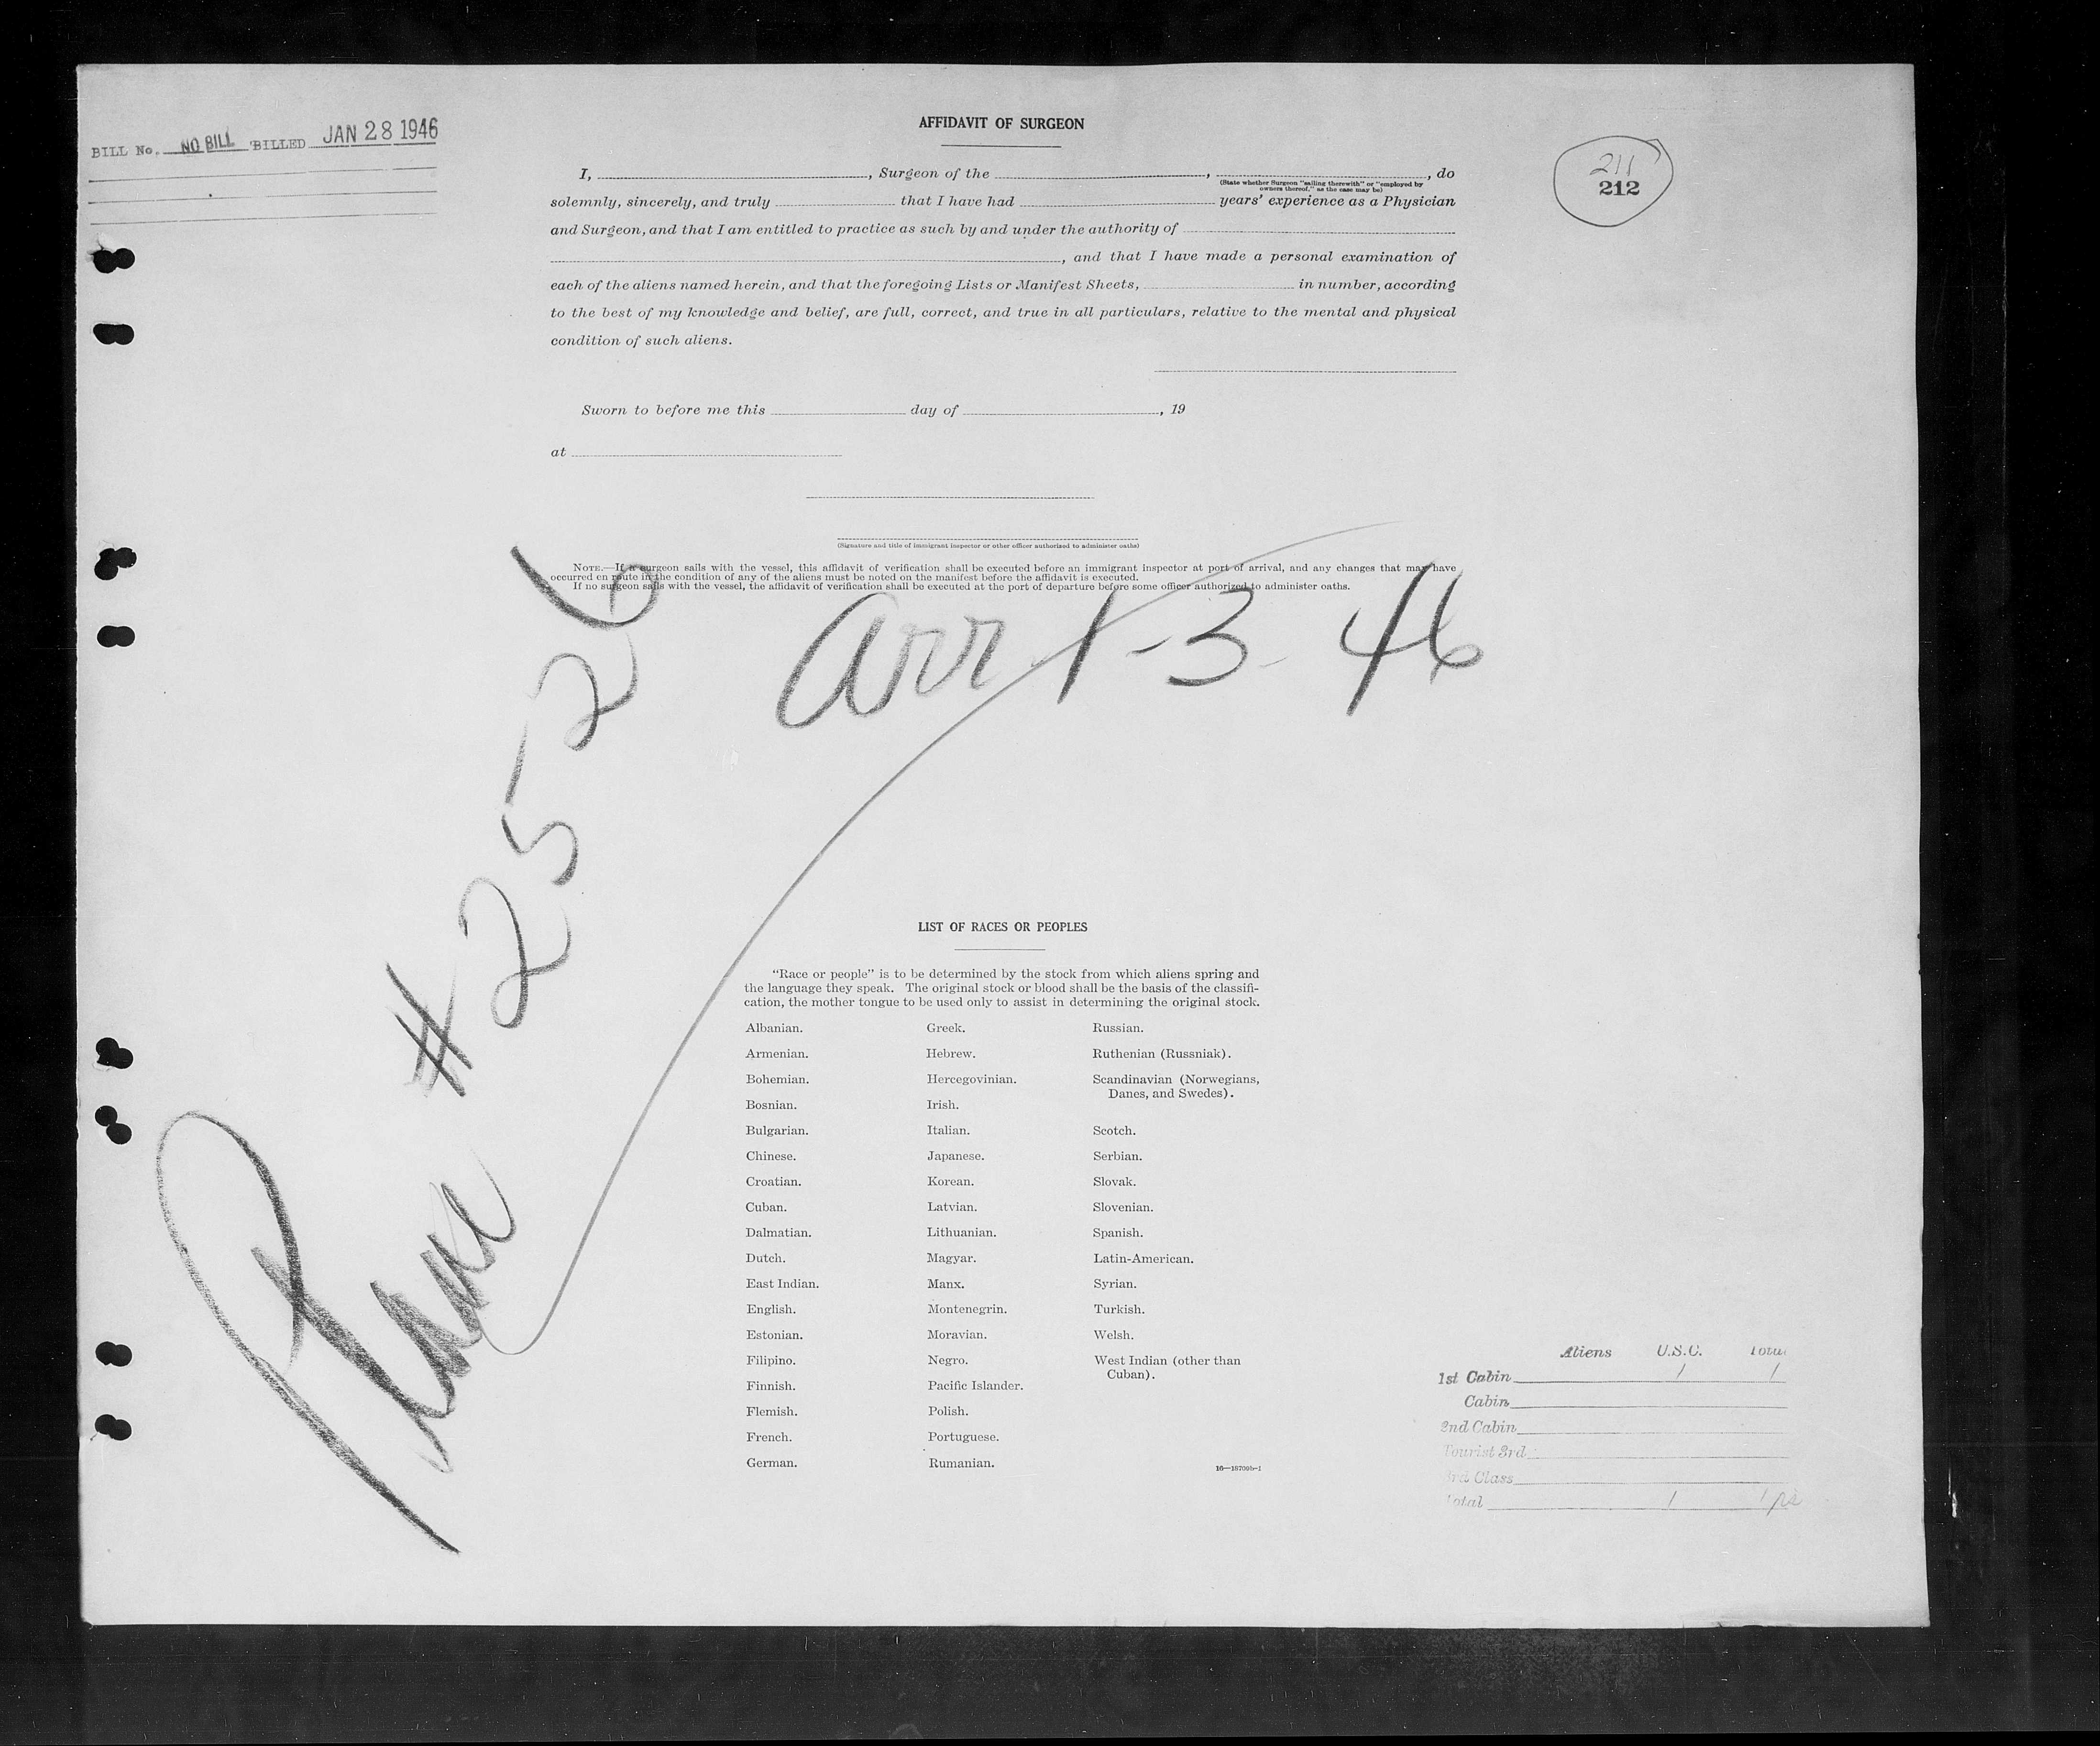 BILL No. NO BILL BILLED JAN 28 1946
AFFIDAVIT OF SURGEON
211
212
I, , Surgeon of the , , do
(State whether Surgeon "sailing therewith" or "employed by
owners thereof," as the case may be)
solemnly, sincerely, and truly that I have had years' experience as a Physician
and Surgeon, and that I am entitled to practice as such by and under the authority of
, and that I have made a personal examination of
each of the aliens named herein, and that the foregoing Lists or Manifest Sheets, in number, according
to the best of my knowledge and belief, are full, correct, and true in all particulars, relative to the mental and physical
condition of such aliens.
Sworn to before me this day of , 19
at
(Signature and title of immigrant inspector or other officer authorized to administer oaths)
NOTE.—If a surgeon sails with the vessel, this affidavit of verification shall be executed before an immigrant inspector at port of arrival, and any changes that may have
occurred en route in the condition of any of the aliens must be noted on the manifest before the affidavit is executed.
If no surgeon sails with the vessel, the affidavit of verification shall be executed at the port of departure before some officer authorized to administer oaths.
Arr 1-3-46
Plane #2526
LIST OF RACES OR PEOPLES
"Race or people" is to be determined by the stock from which aliens spring and
the language they speak. The original stock or blood shall be the basis of the classifi-
cation, the mother tongue to be used only to assist in determining the original stock.
Albanian. Greek. Russian.
Armenian. Hebrew. Ruthenian (Russniak).
Bohemian. Hercegovinian. Scandinavian (Norwegians,
Danes, and Swedes).
Bosnian. Irish.
Bulgarian. Italian. Scotch.
Chinese. Japanese. Serbian.
Croatian. Korean. Slovak.
Cuban. Latvian. Slovenian.
Dalmatian. Lithuanian. Spanish.
Dutch. Magyar. Latin-American.
East Indian. Manx. Syrian.
English. Montenegrin. Turkish.
Estonian. Moravian. Welsh.
Filipino. Negro. West Indian (other than
Cuban).
Finnish. Pacific Islander.
Flemish. Polish.
French. Portuguese.
German. Rumanian.
Aliens U.S.C. Total
1st Cabin 1 1
Cabin
2nd Cabin
Tourist 3rd
3rd Class
Total 1 1